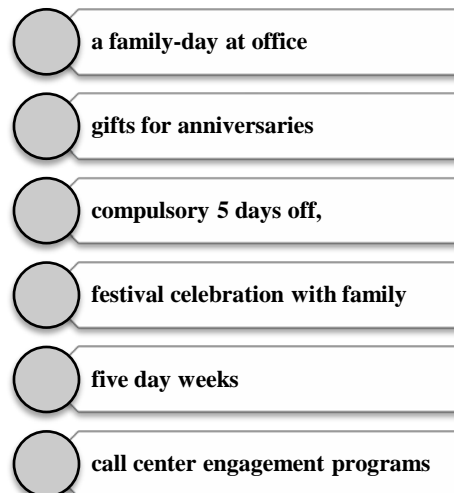 a family-day at office
gifts for anniversaries
compulsory 5 days off,
festival celebration with family
five day weeks
call center engagement programs